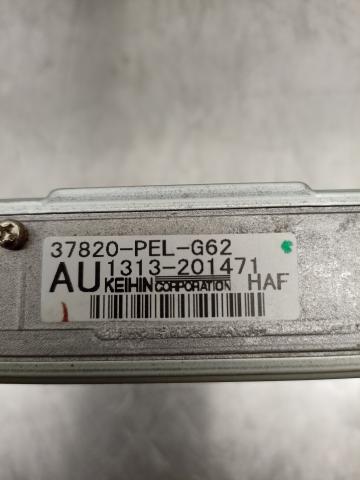 37820-PEL-G62
AU 1313-201471
KEIHIN CORPORATION HAF